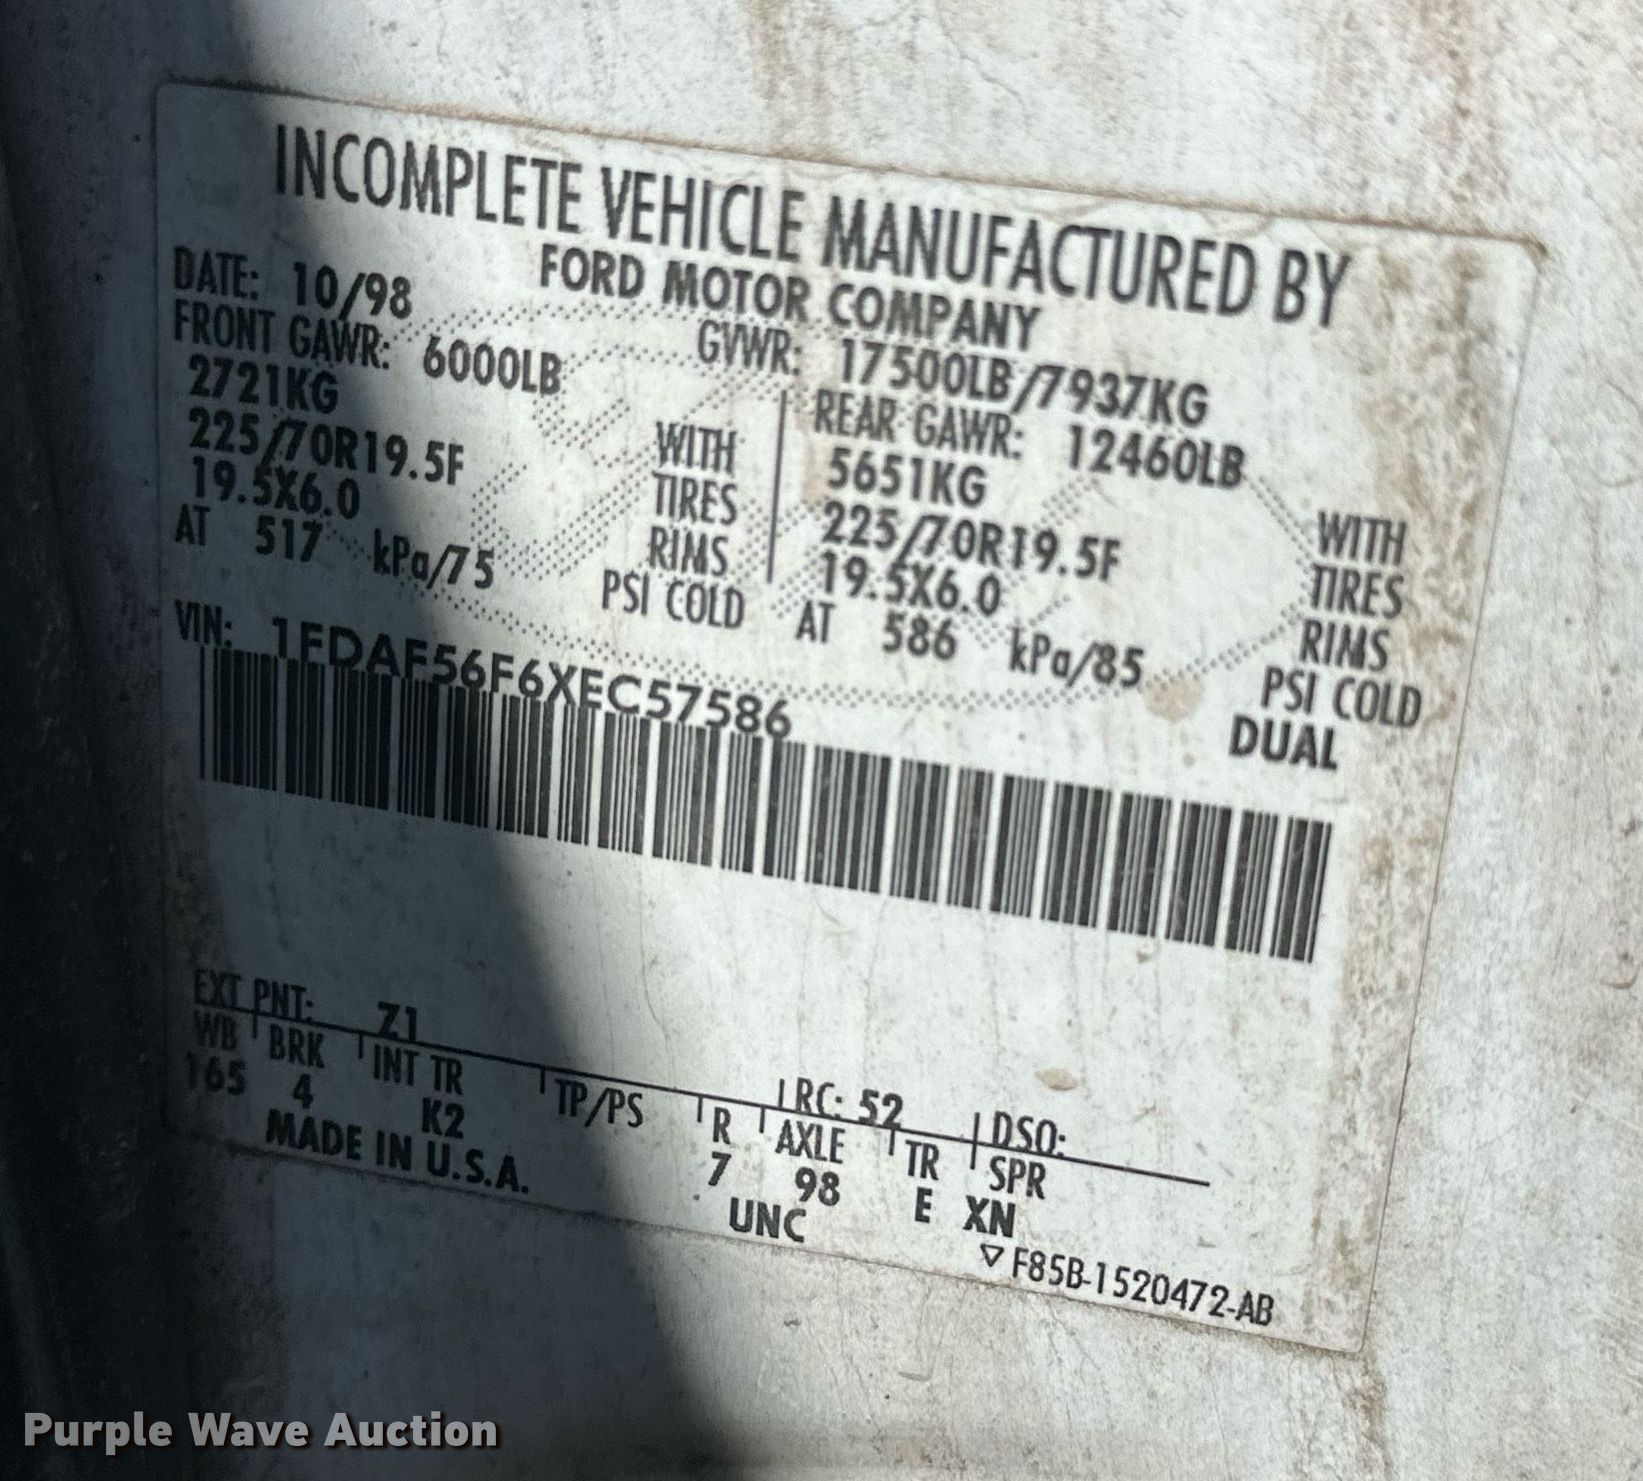 INCOMPLETE VEHICLE MANUFACTURED BY
FORD MOTOR COMPANY
DATE: 10/98
GVWR: 17500LB/7937KG
FRONT GAWR: 6000LB
2721KG WITH
225/70R19.5F TIRES
19.5X6.0 RIMS
AT 517 kPa/75 PSI COLD
REAR GAWR: 12460LB
5651KG WITH
225/70R19.5F TIRES
19.5X6.0 RIMS
AT 586 kPa/85 PSI COLD
DUAL
VIN: 1FDAF56F6XEC57586
EXT PNT: Z1 RC: 52 DSO:
WB BRK INT TR TP/PS R AXLE TR SPR
165 4 K2 7 98 E XN
MADE IN U.S.A. UNC
▽ F85B-1520472-AB
Purple Wave Auction